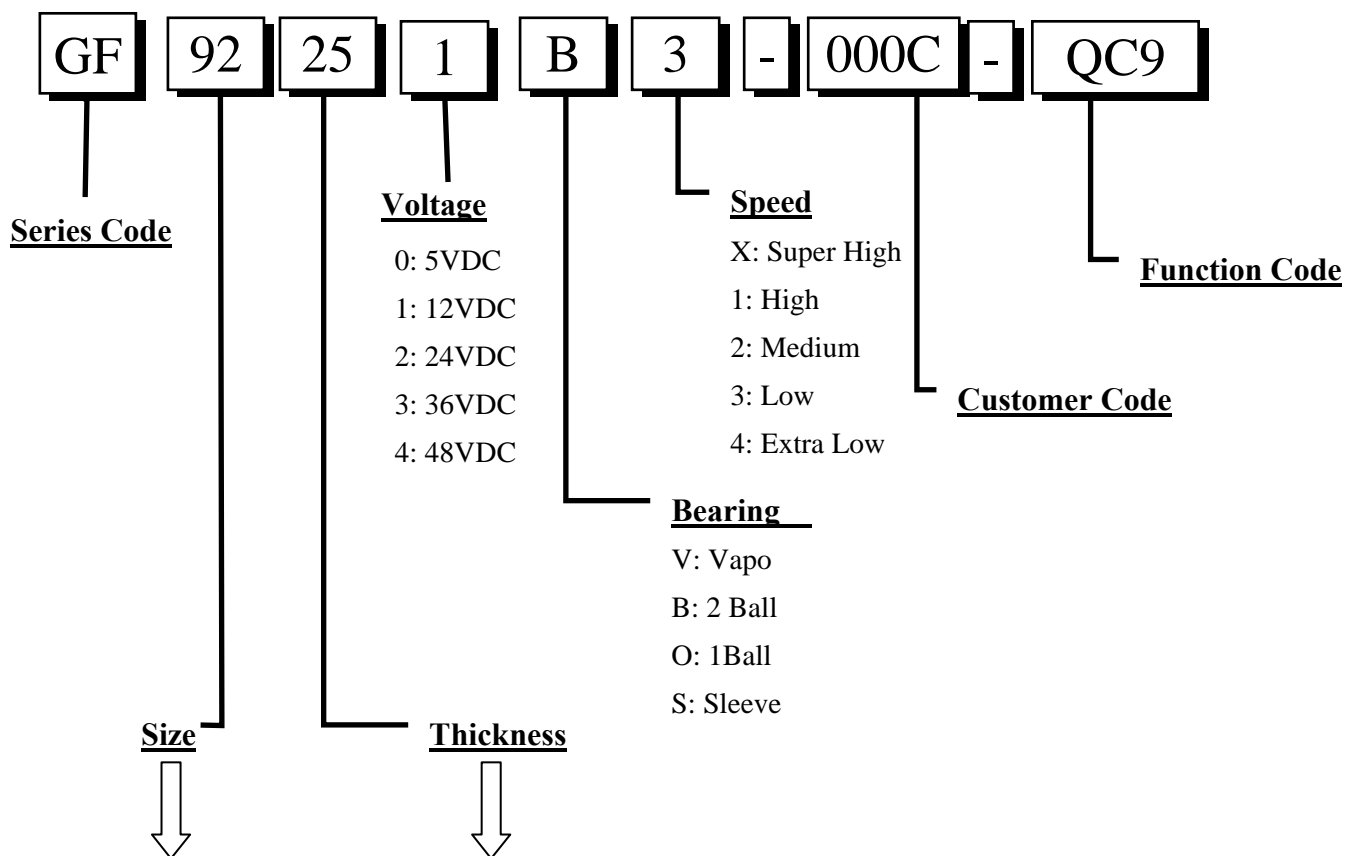 GF 92 25 1 B 3 - 000C - QC9
Series Code
Voltage
0: 5VDC
1: 12VDC
2: 24VDC
3: 36VDC
4: 48VDC
Speed
X: Super High
1: High
2: Medium
3: Low
4: Extra Low
Function Code
Customer Code
Bearing
V: Vapo
B: 2 Ball
O: 1Ball
S: Sleeve
Size
Thickness